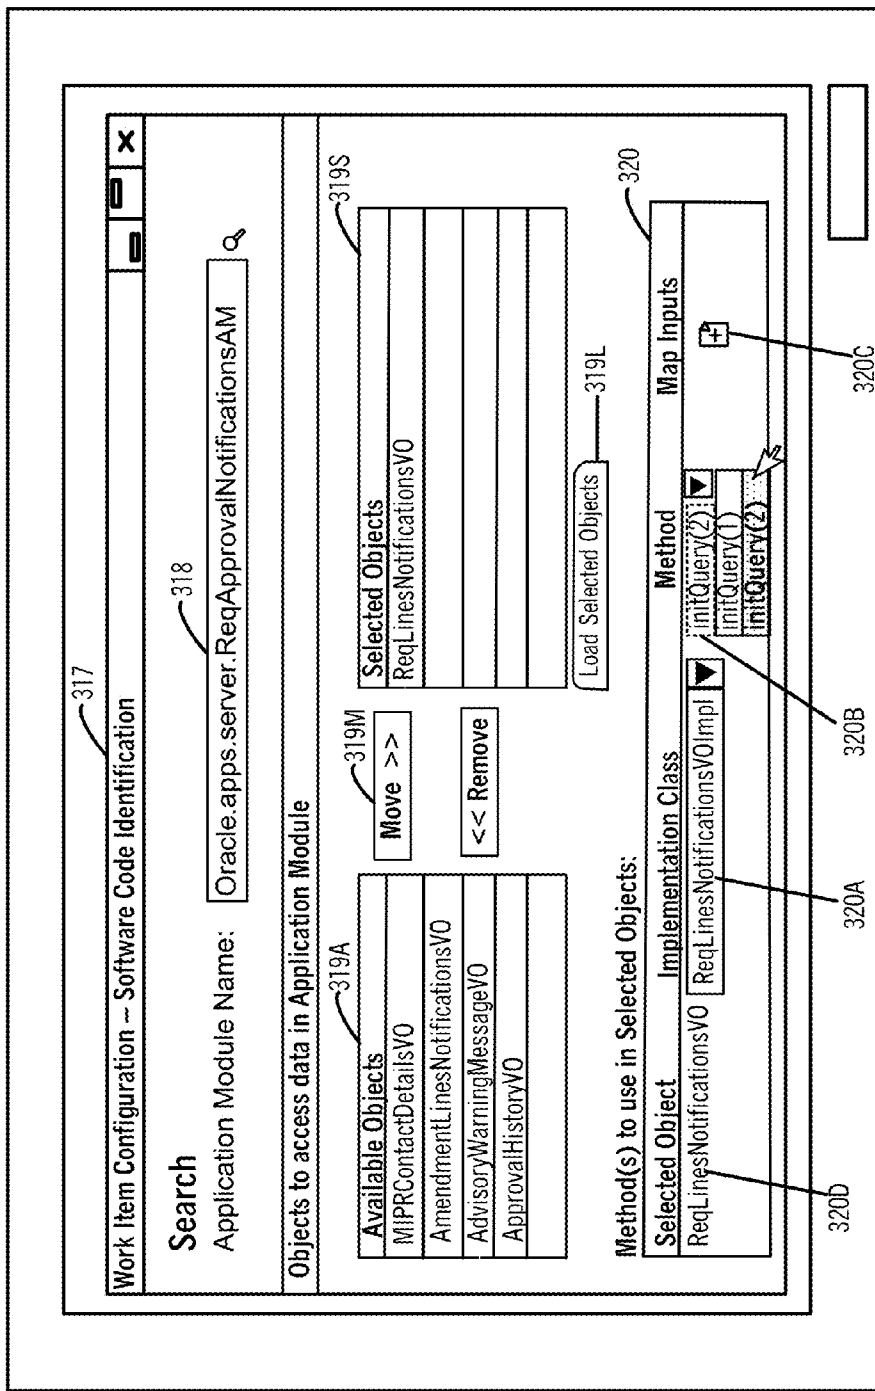 317
Work Item Configuration – Software Code Identification
X
Search
318
Application Module Name: Oracle.apps.server.ReqApprovalNotificationsAM
Objects to access data in Application Module
319A
Available Objects
MIPRContactDetailsVO
AmendmentLinesNotificationsVO
AdvisoryWarningMessageVO
ApprovalHistoryVO
319M
Move >>
<< Remove
319S
Selected Objects
ReqLinesNotificationsVO
Load Selected Objects
319L
Method(s) to use in Selected Objects:
320
Selected Object Implementation Class Method Map Inputs
ReqLinesNotificationsVO ReqLinesNotificationsVOImpl initQuery(2) +
initQuery(1)
initQuery(2)
320D
320A
320B
320C